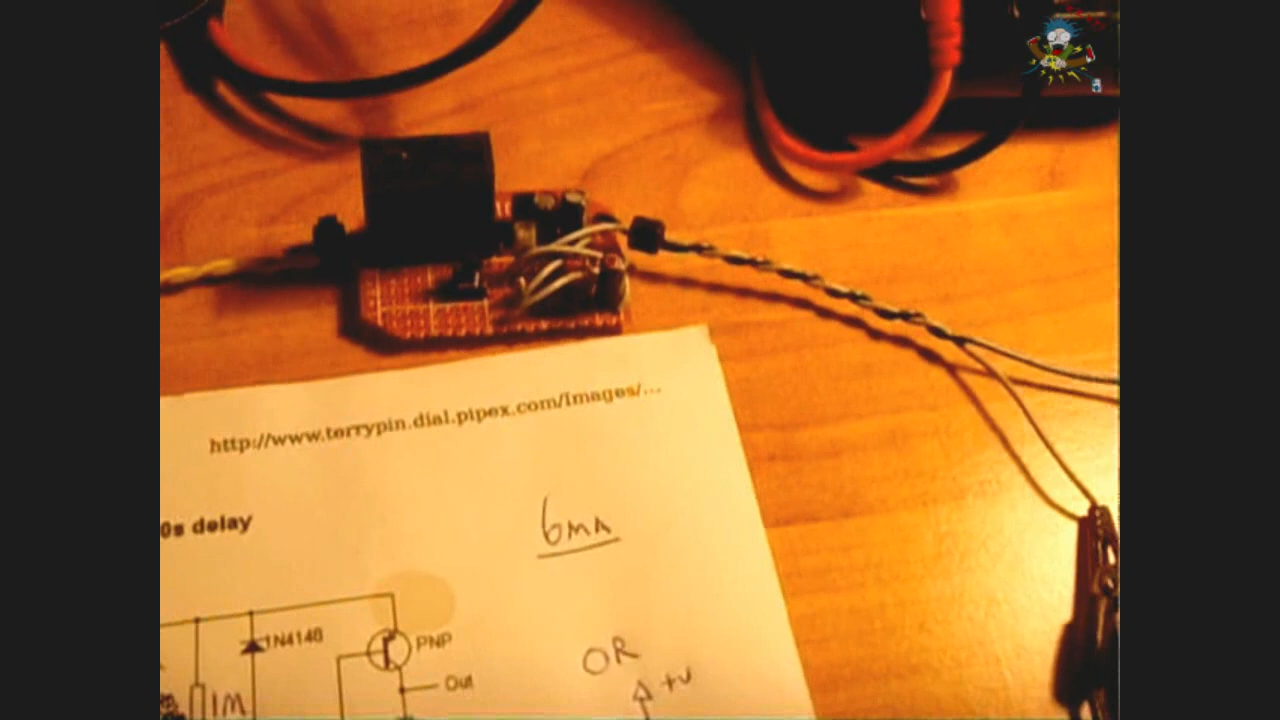 http://www.terrypin.dial.pipex.com/Images/...
0s delay
6mA
1N4148
PNP
OR
Out
+v
1M